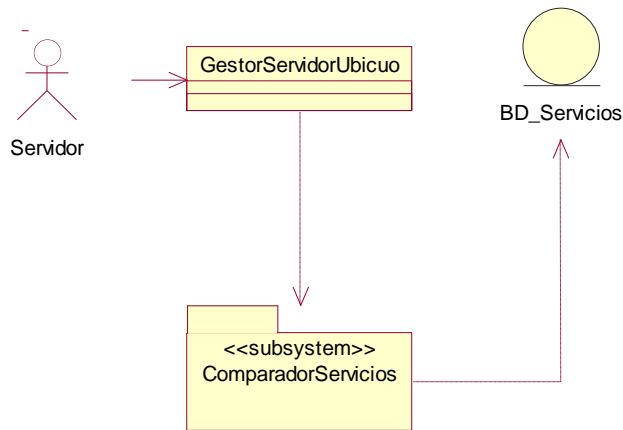 GestorServidorUbicuo
BD_Servicios
Servidor
<<subsystem>>
ComparadorServicios